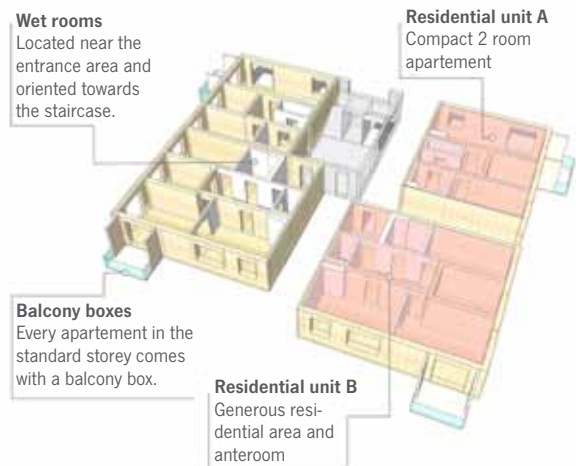 Wet rooms
Located near the
entrance area and
oriented towards
the staircase.
Residential unit A
Compact 2 room
apartement
Balcony boxes
Every apartement in the
standard storey comes
with a balcony box.
Residential unit B
Generous resi-
dential area and
anteroom